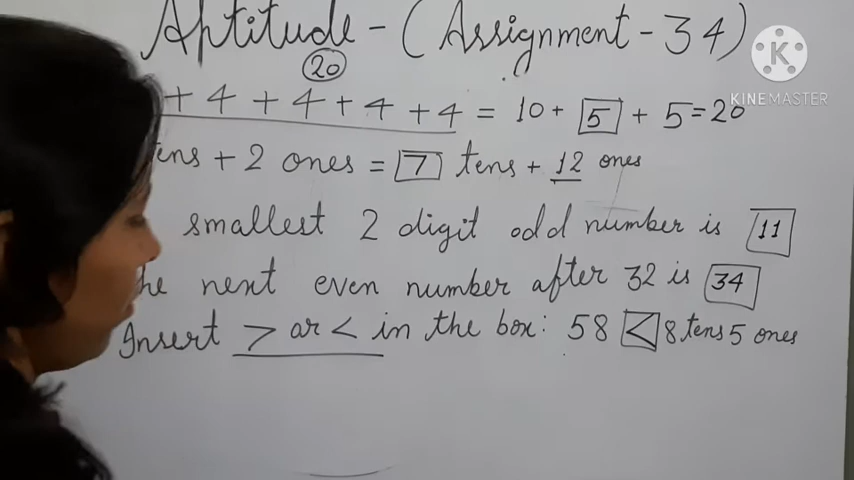 Aptitude - (Assignment - 34)
20
+ 4 + 4 + 4 + 4 = 10 + 5 + 5 = 20
tens + 2 ones = 7 tens + 12 ones
smallest 2 digit odd number is 11
he next even number after 32 is 34
Insert > or < in the box: 58 < 8 tens 5 ones
K
KINEMASTER